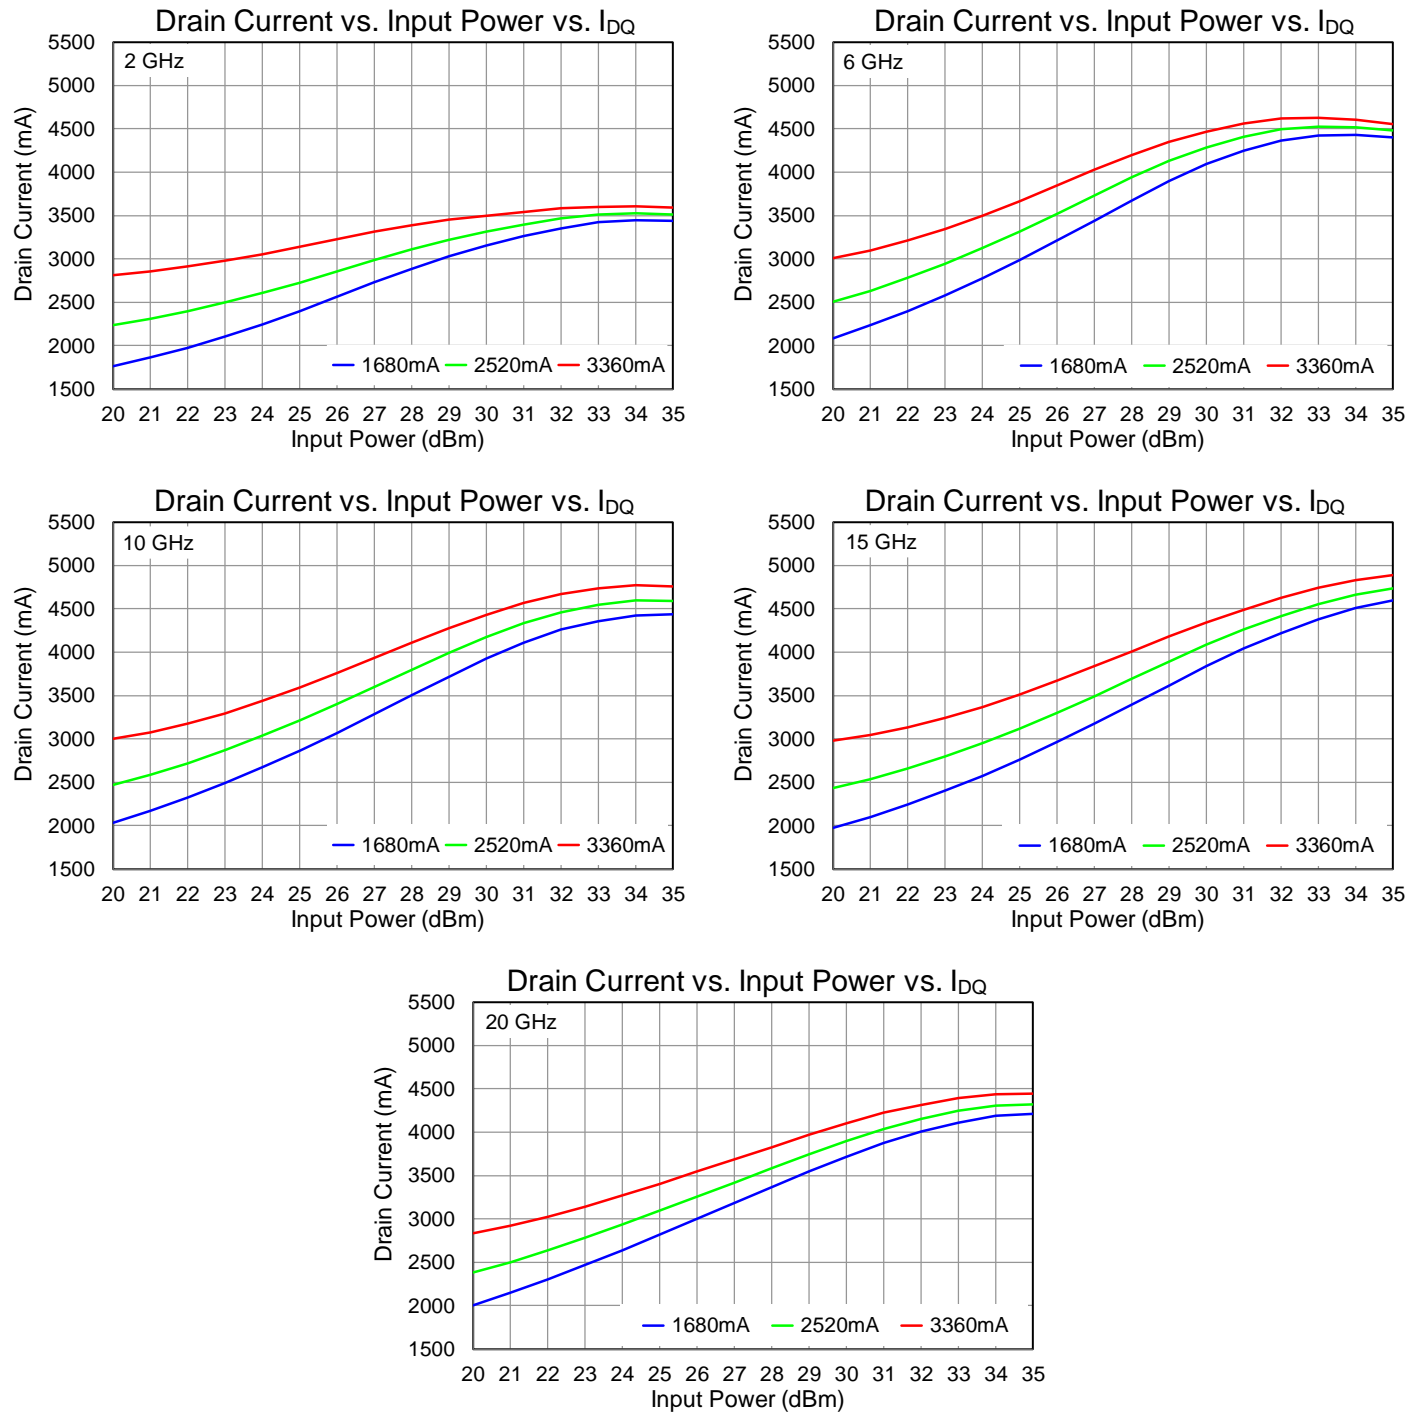 Drain Current vs. Input Power vs. IDQ
2 GHz
Drain Current (mA)
5500
5000
4500
4000
3500
3000
2500
2000
1500
1680mA 2520mA 3360mA
20 21 22 23 24 25 26 27 28 29 30 31 32 33 34 35
Input Power (dBm)
Drain Current vs. Input Power vs. IDQ
6 GHz
Drain Current (mA)
5500
5000
4500
4000
3500
3000
2500
2000
1500
1680mA 2520mA 3360mA
20 21 22 23 24 25 26 27 28 29 30 31 32 33 34 35
Input Power (dBm)
Drain Current vs. Input Power vs. IDQ
10 GHz
Drain Current (mA)
5500
5000
4500
4000
3500
3000
2500
2000
1500
1680mA 2520mA 3360mA
20 21 22 23 24 25 26 27 28 29 30 31 32 33 34 35
Input Power (dBm)
Drain Current vs. Input Power vs. IDQ
15 GHz
Drain Current (mA)
5500
5000
4500
4000
3500
3000
2500
2000
1500
1680mA 2520mA 3360mA
20 21 22 23 24 25 26 27 28 29 30 31 32 33 34 35
Input Power (dBm)
Drain Current vs. Input Power vs. IDQ
20 GHz
Drain Current (mA)
5500
5000
4500
4000
3500
3000
2500
2000
1500
1680mA 2520mA 3360mA
20 21 22 23 24 25 26 27 28 29 30 31 32 33 34 35
Input Power (dBm)